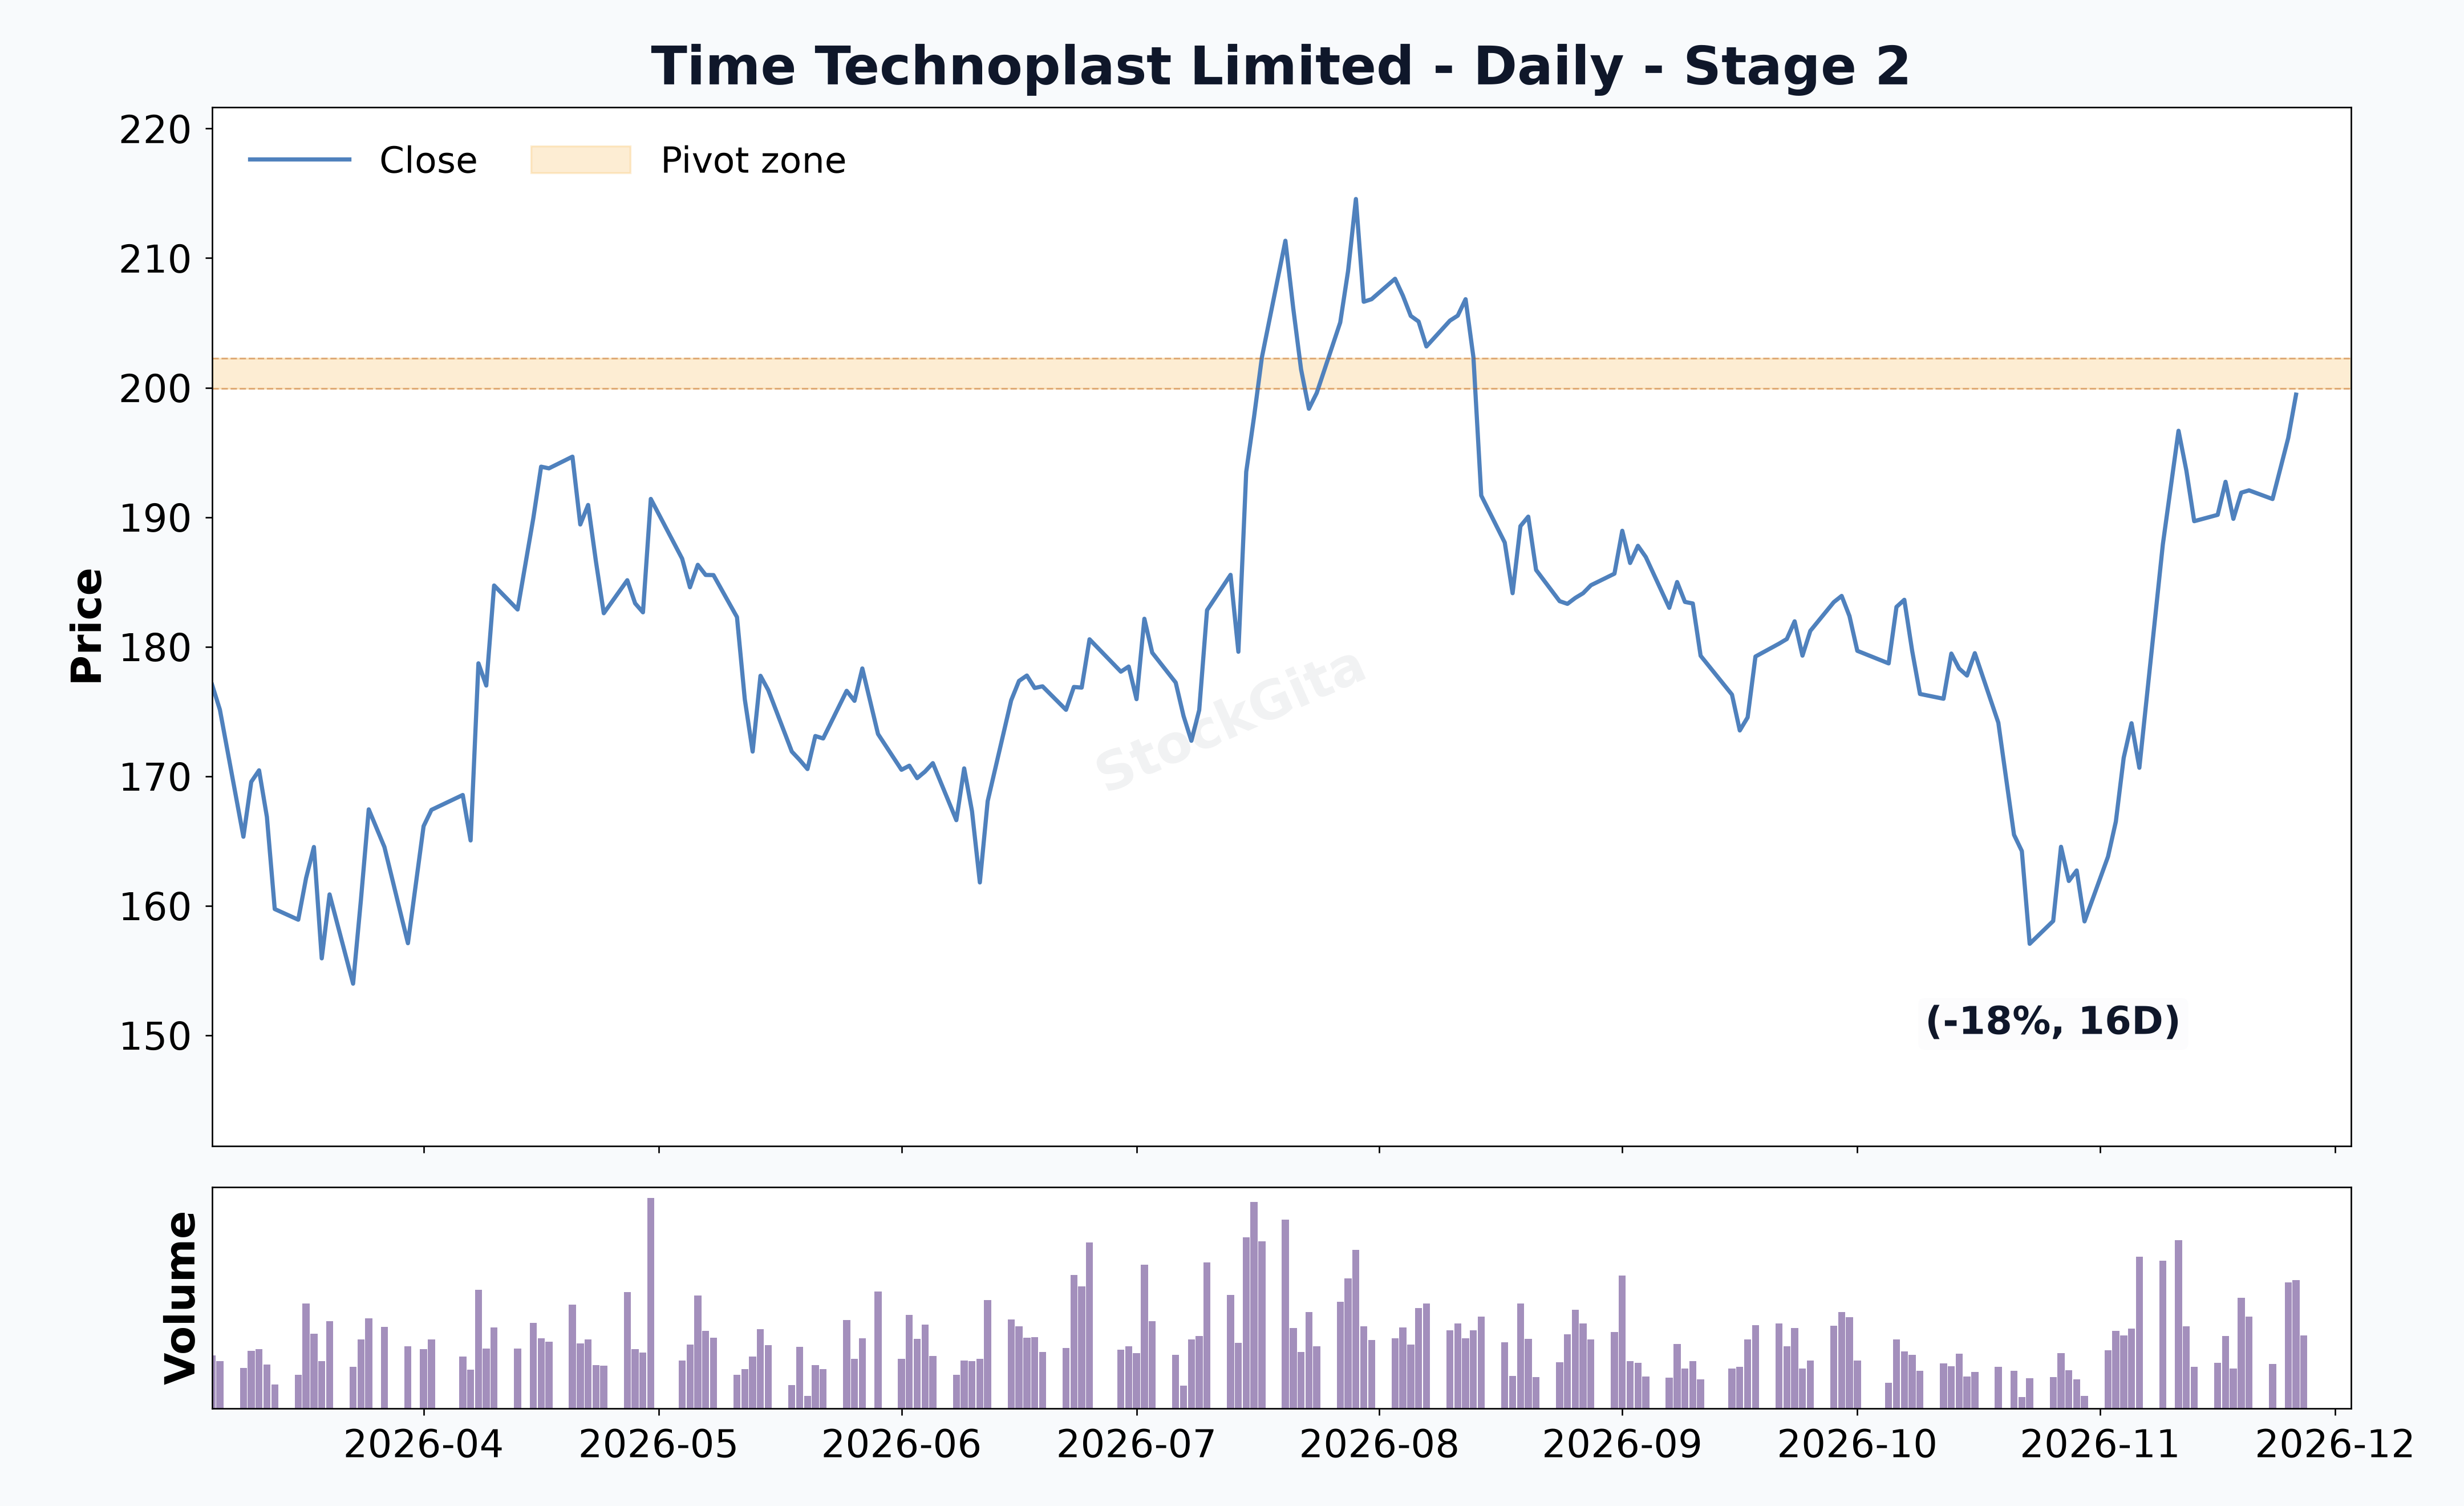 Time Technoplast Limited - Daily - Stage 2
Close
Pivot zone
220
210
200
190
180
170
160
150
Price
StockGita
(-18%, 16D)
Volume
2026-04
2026-05
2026-06
2026-07
2026-08
2026-09
2026-10
2026-11
2026-12